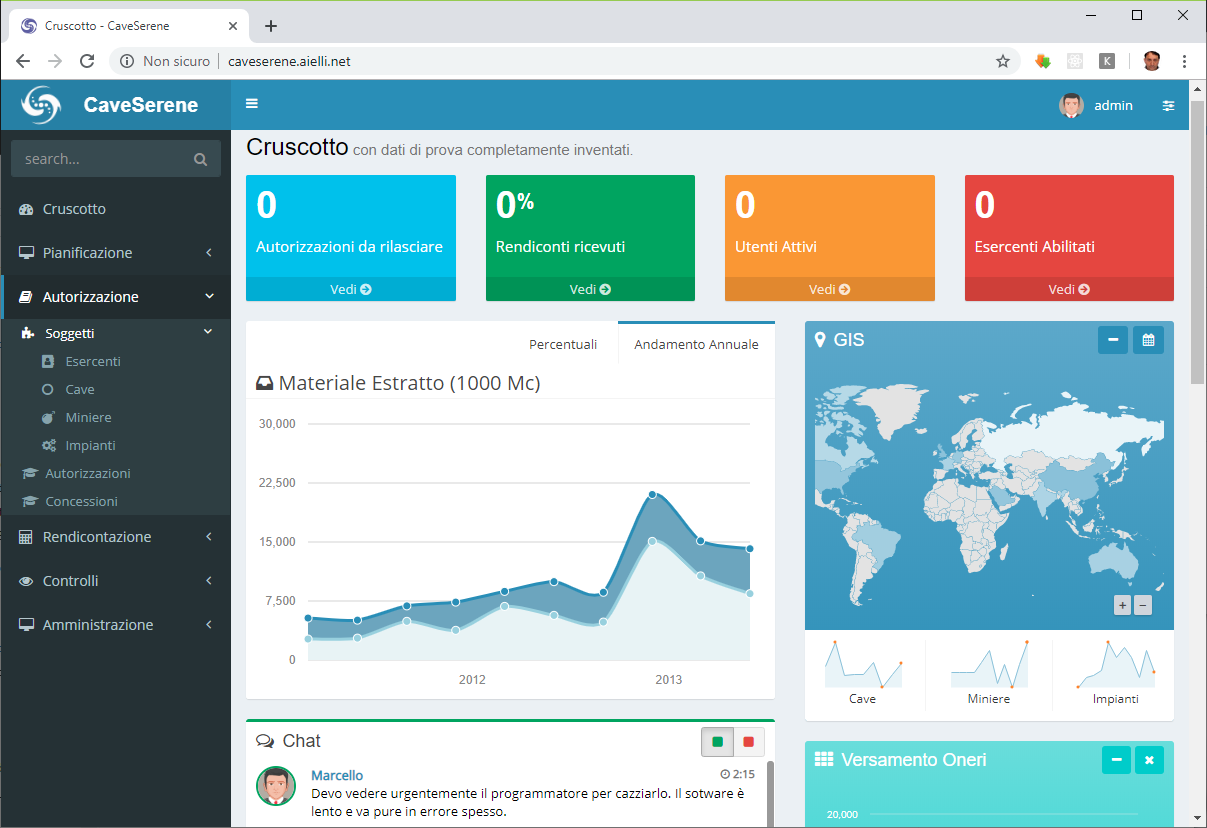 Cruscotto - CaveSerene
Non sicuro
caveserene.aielli.net
K
CaveSerene
admin
search...
Cruscotto
Pianificazione
Autorizzazione
Soggetti
Esercenti
Cave
Miniere
Impianti
Autorizzazioni
Concessioni
Rendicontazione
Controlli
Amministrazione
Cruscotto con dati di prova completamente inventati.
0
Autorizzazioni da rilasciare
Vedi
0%
Rendiconti ricevuti
Vedi
0
Utenti Attivi
Vedi
0
Esercenti Abilitati
Vedi
Percentuali
Andamento Annuale
Materiale Estratto (1000 Mc)
30,000
22,500
15,000
7,500
0
2012
2013
GIS
+
−
Cave
Miniere
Impianti
Chat
Marcello
2:15
Devo vedere urgentemente il programmatore per cazziarlo. Il sotware è
lento e va pure in errore spesso.
Versamento Oneri
20,000